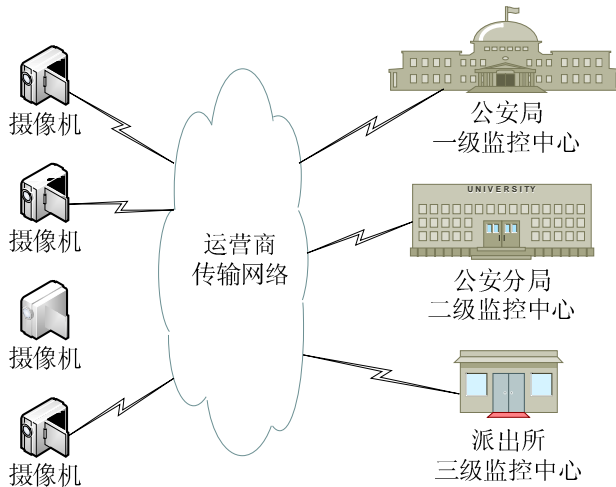 摄像机
摄像机
摄像机
摄像机
运营商
传输网络
公安局
一级监控中心
UNIVERSITY
公安分局
二级监控中心
派出所
三级监控中心